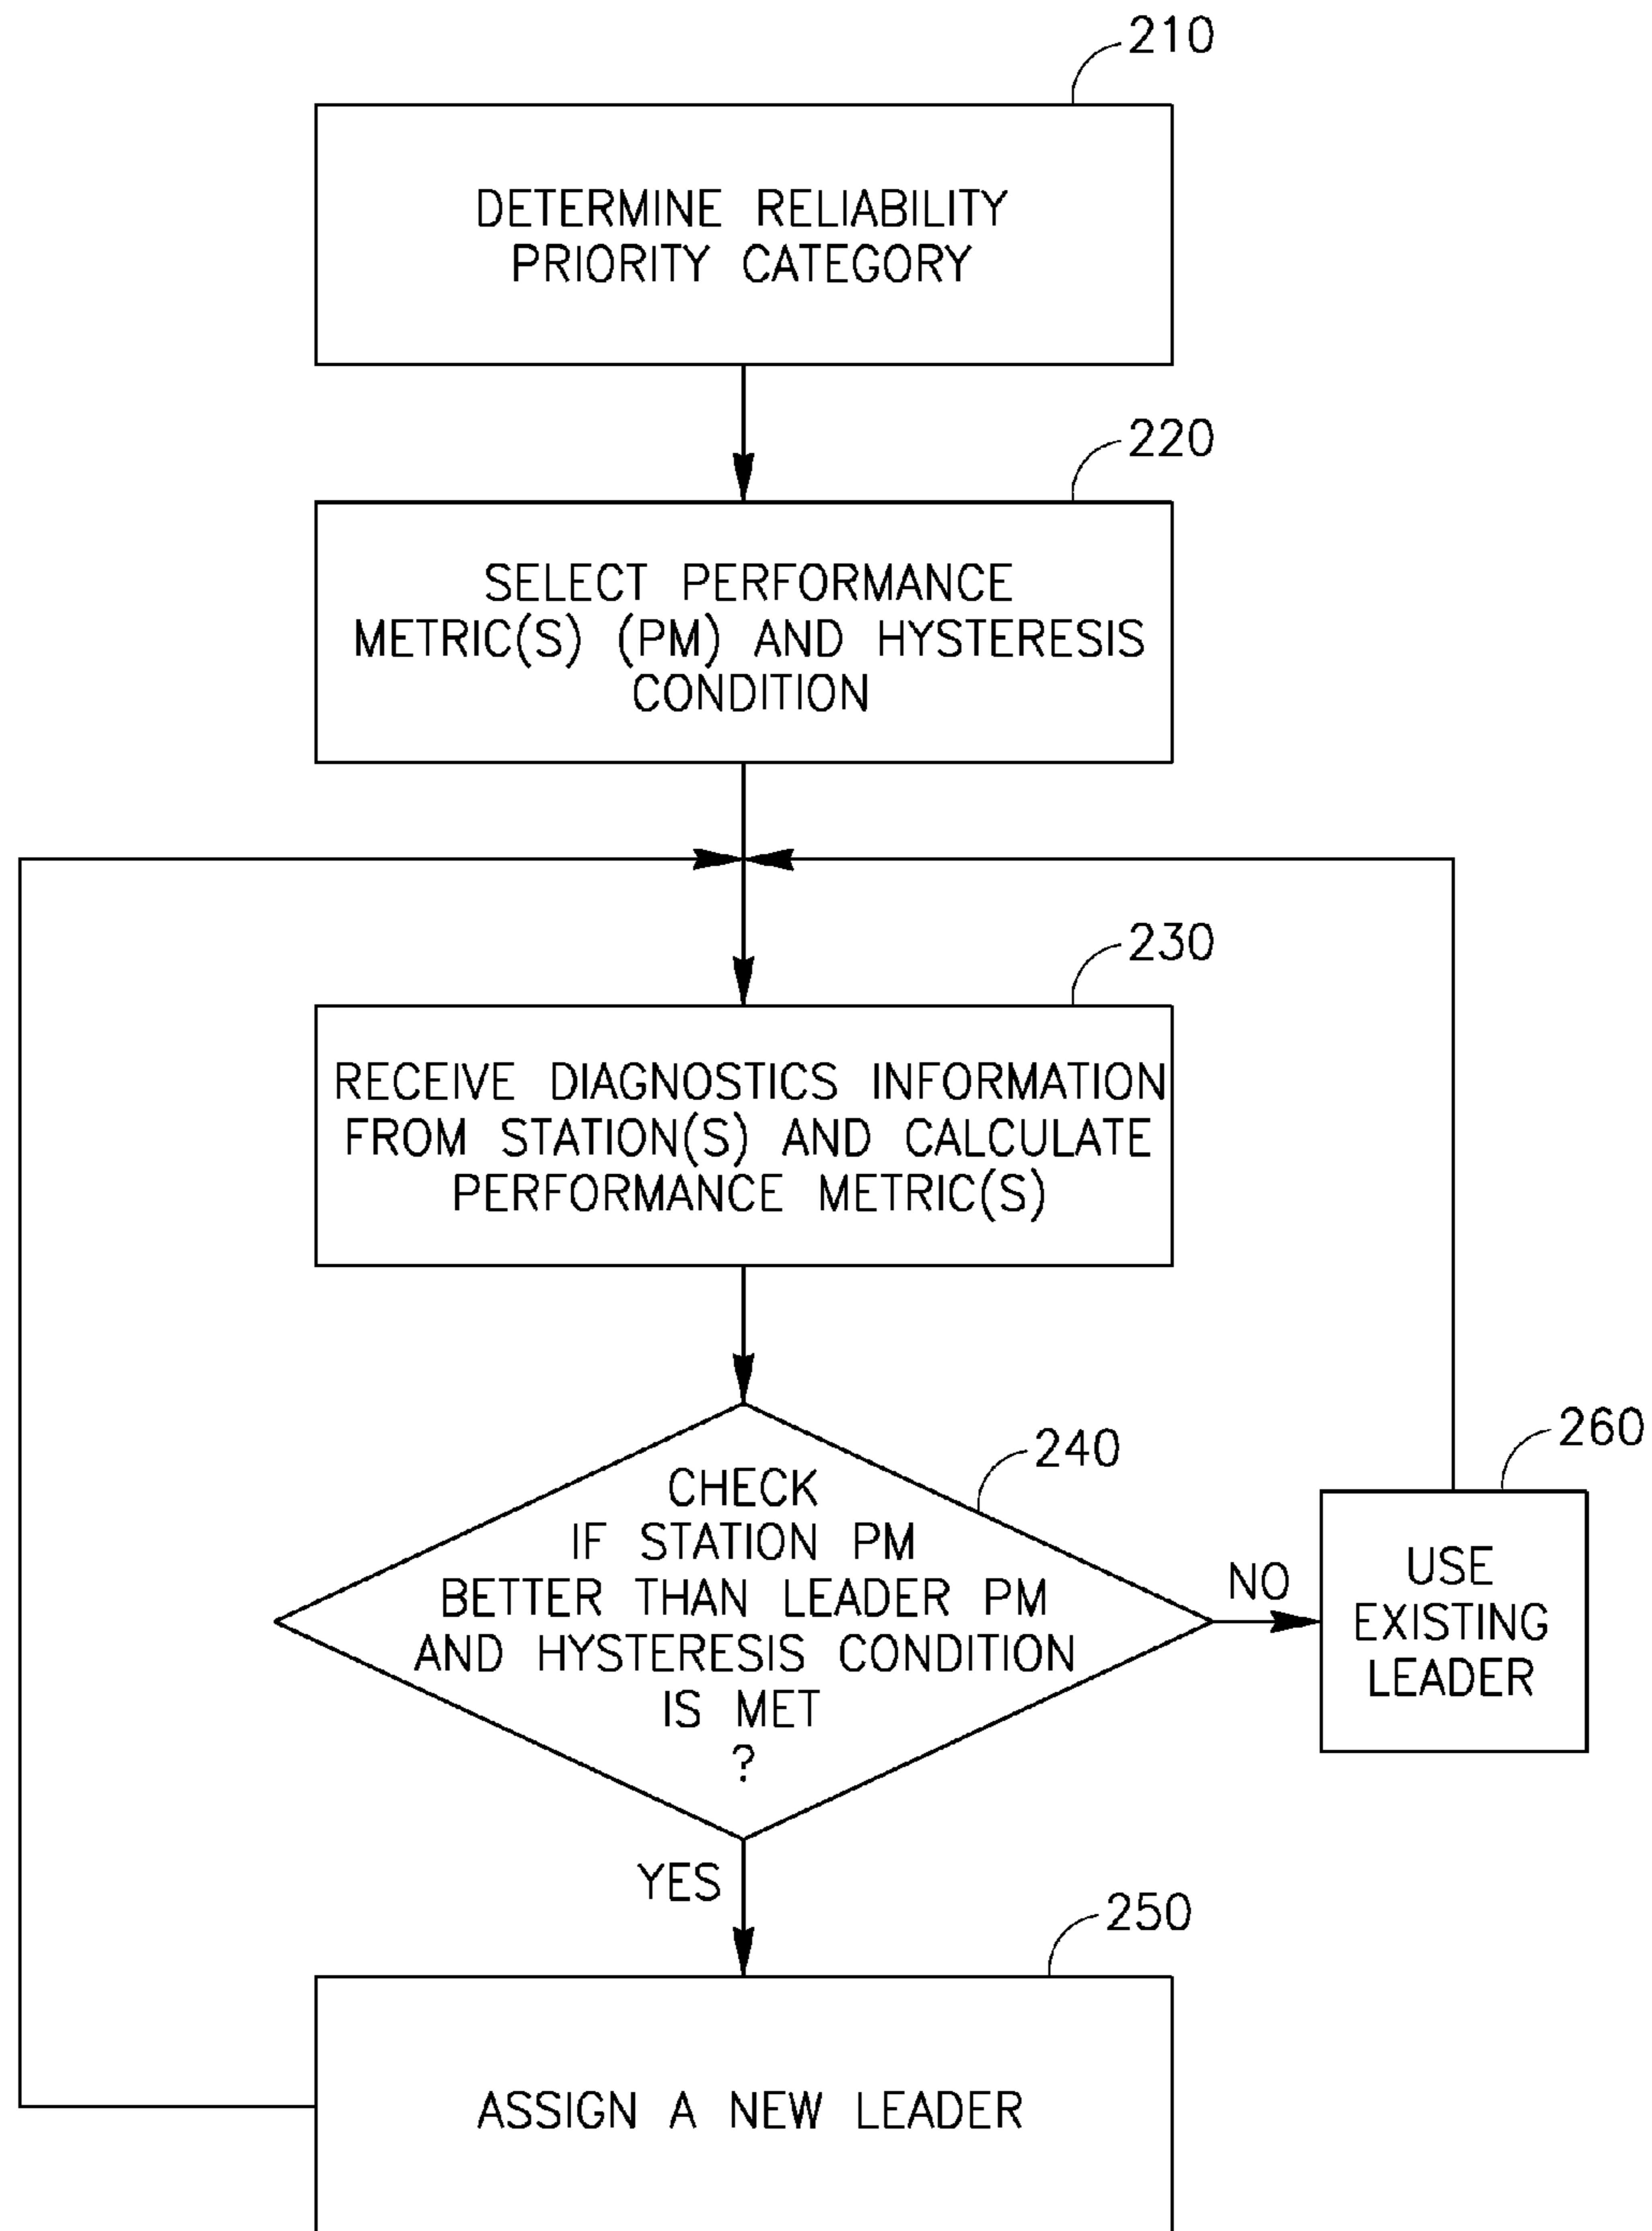 210
DETERMINE RELIABILITY
PRIORITY CATEGORY
220
SELECT PERFORMANCE
METRIC(S) (PM) AND HYSTERESIS
CONDITION
230
RECEIVE DIAGNOSTICS INFORMATION
FROM STATION(S) AND CALCULATE
PERFORMANCE METRIC(S)
240
CHECK
IF STATION PM
BETTER THAN LEADER PM
AND HYSTERESIS CONDITION
IS MET
?
NO
260
USE
EXISTING
LEADER
YES
250
ASSIGN A NEW LEADER